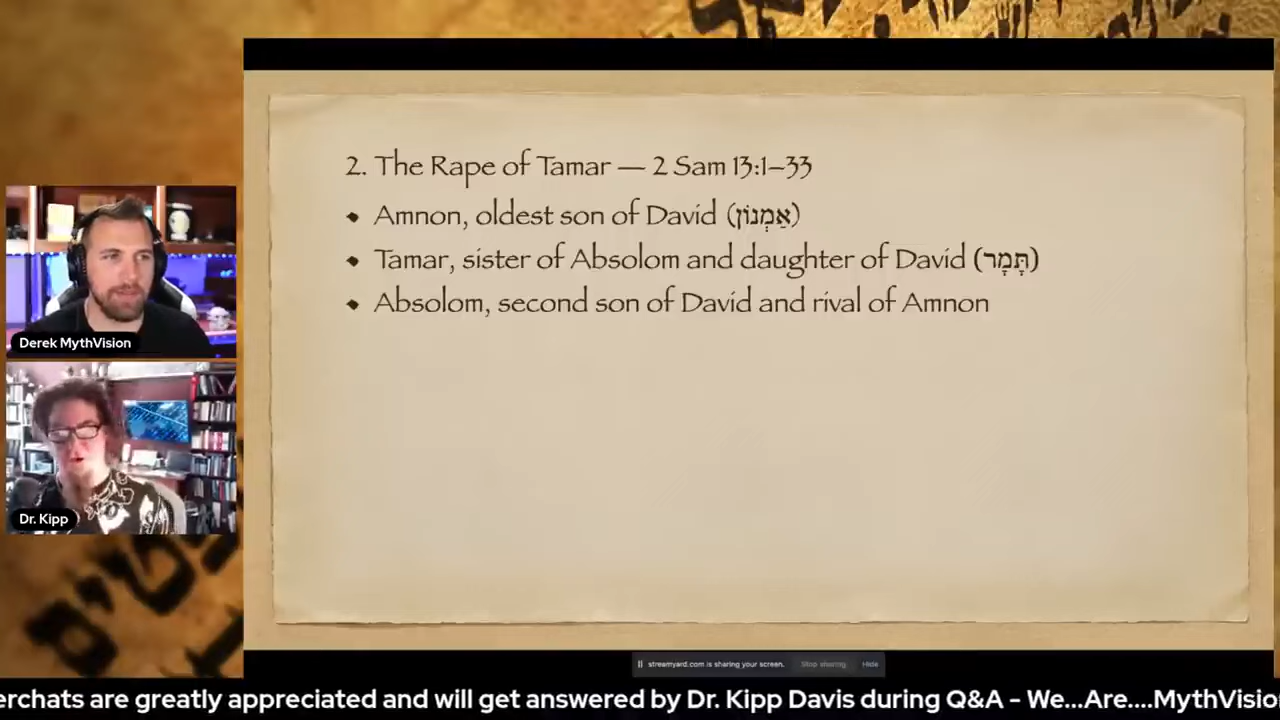 2. The Rape of Tamar — 2 Sam 13:1–33
Amnon, oldest son of David (אַמְנוֹן)
Tamar, sister of Absolom and daughter of David (תָּמָר)
Absolom, second son of David and rival of Amnon
Derek MythVision
Dr. Kipp
streamyard.com is sharing your screen. Stop sharing Hide
erchats are greatly appreciated and will get answered by Dr. Kipp Davis during Q&A - We...Are....MythVisio